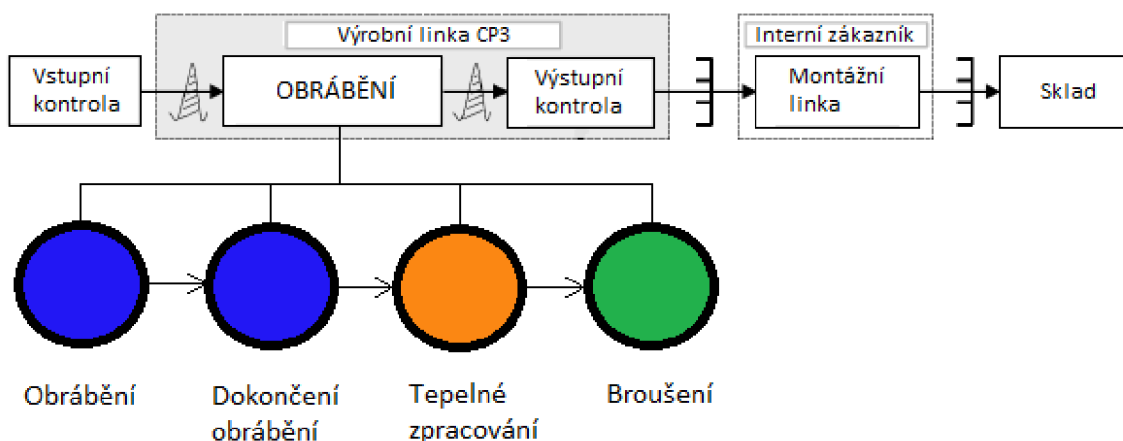 Výrobní linka CP3
Interní zákazník
Vstupní
kontrola
OBRÁBĚNÍ
Výstupní
kontrola
Montážní
linka
Sklad
Obrábění
Dokončení
obrábění
Tepelné
zpracování
Broušení